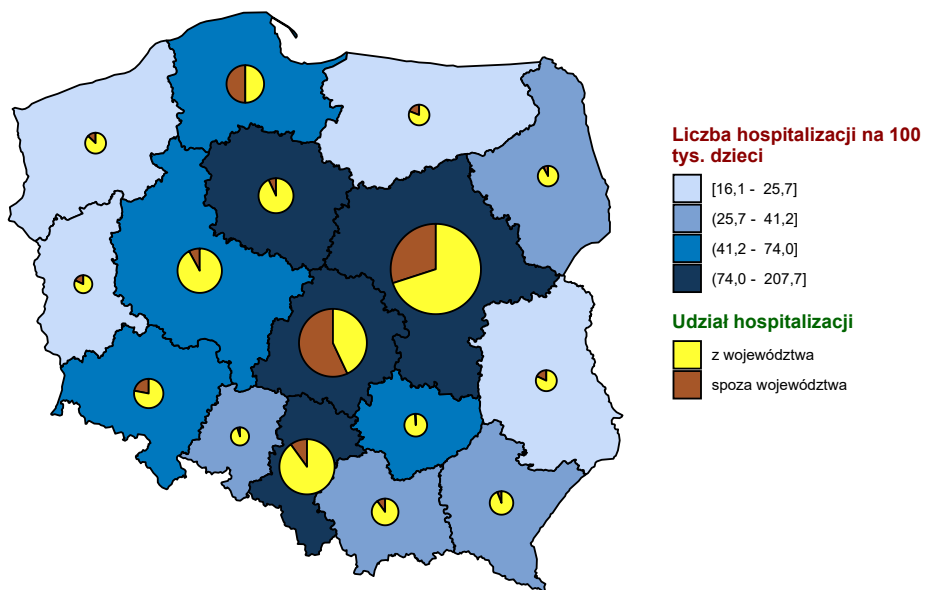 Liczba hospitalizacji na 100
tys. dzieci
[16,1 - 25,7]
(25,7 - 41,2]
(41,2 - 74,0]
(74,0 - 207,7]
Udział hospitalizacji
z województwa
spoza województwa